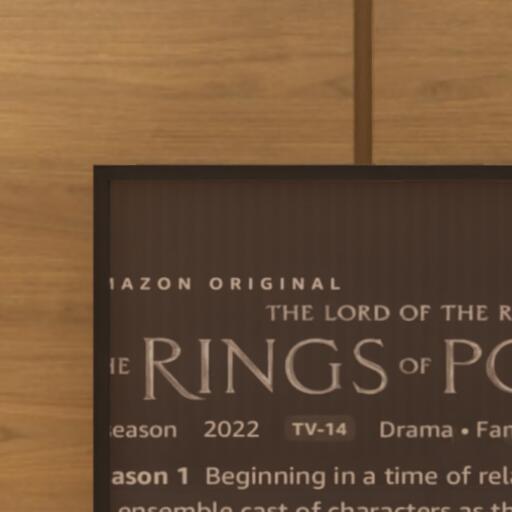 AZON ORIGINAL
THE LORD OF THE R
HE RINGS OF PO
eason 2022 TV-14 Drama • Fan
ason 1 Beginning in a time of rela
ensemble cast of characters as th